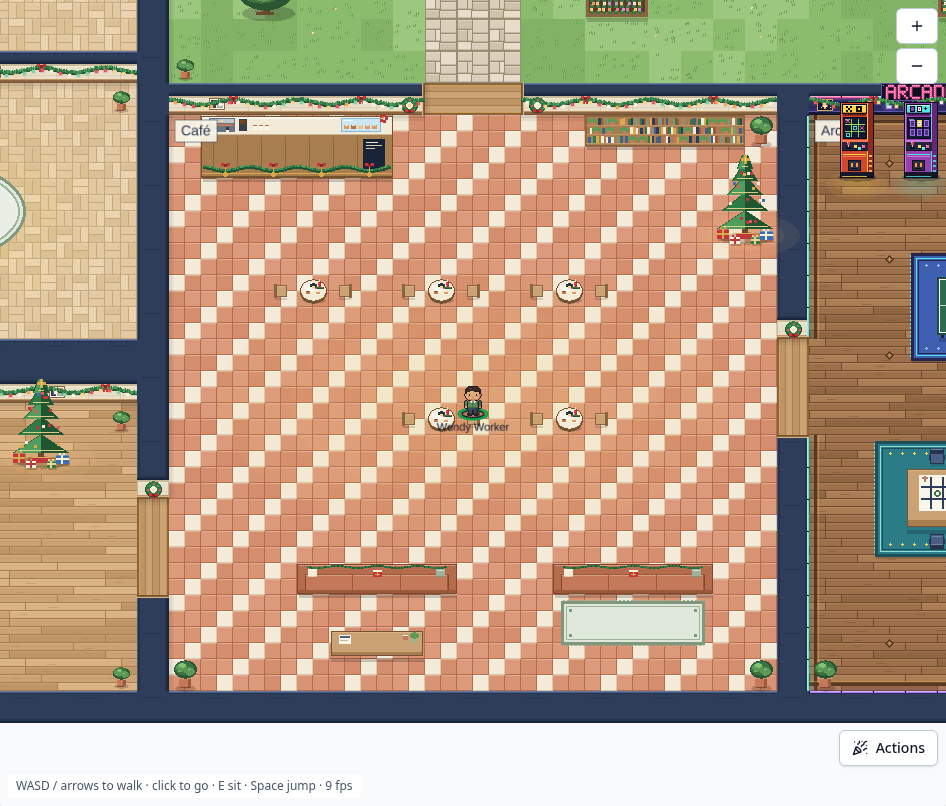 +
−
ARCAD
Café
Arc
Wendy Worker
Actions
WASD / arrows to walk · click to go · E sit · Space jump · 9 fps